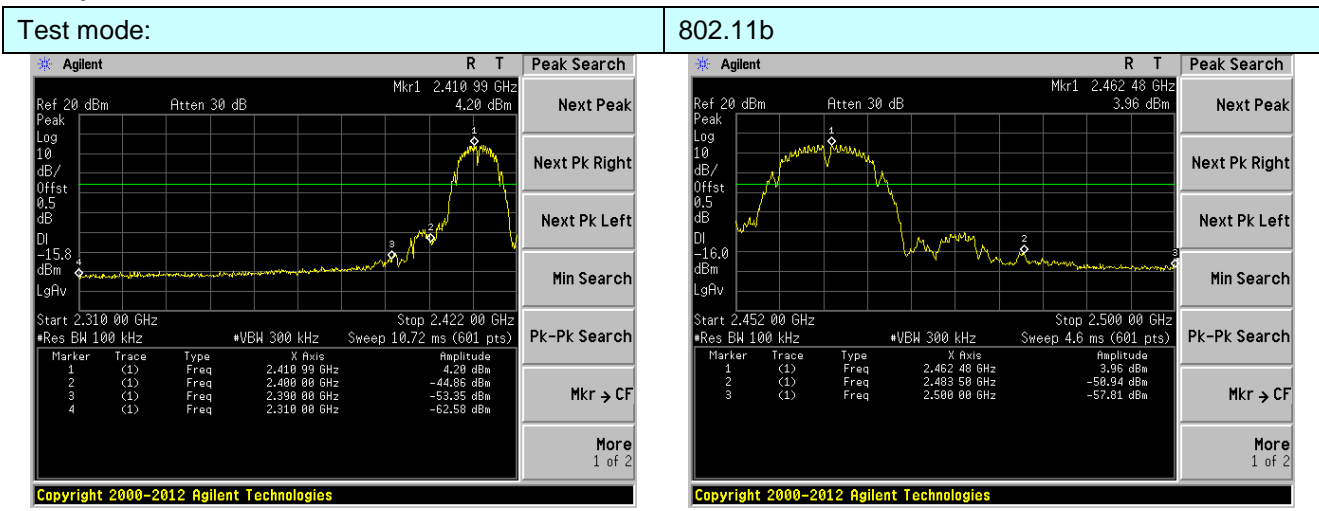 Test mode: 802.11b
Agilent R T Peak Search
Mkr1 2.410 99 GHz
Ref 20 dBm Atten 30 dB 4.20 dBm
Peak
Log
10
dB/
Offst
0.5
dB
DI
-15.8
dBm
LgAv
1
2
3
4
Start 2.310 00 GHz Stop 2.422 00 GHz
#Res BW 100 kHz #VBW 300 kHz Sweep 10.72 ms (601 pts)
Marker Trace Type X Axis Amplitude
1 (1) Freq 2.410 99 GHz 4.20 dBm
2 (1) Freq 2.400 00 GHz -44.86 dBm
3 (1) Freq 2.390 00 GHz -53.35 dBm
4 (1) Freq 2.310 00 GHz -62.58 dBm
Next Peak
Next Pk Right
Next Pk Left
Min Search
Pk-Pk Search
Mkr → CF
More
1 of 2
Copyright 2000-2012 Agilent Technologies
Agilent R T Peak Search
Mkr1 2.462 48 GHz
Ref 20 dBm Atten 30 dB 3.96 dBm
Peak
Log
10
dB/
Offst
0.5
dB
DI
-16.0
dBm
LgAv
1
2
3
Start 2.452 00 GHz Stop 2.500 00 GHz
#Res BW 100 kHz #VBW 300 kHz Sweep 4.6 ms (601 pts)
Marker Trace Type X Axis Amplitude
1 (1) Freq 2.462 48 GHz 3.96 dBm
2 (1) Freq 2.483 50 GHz -50.94 dBm
3 (1) Freq 2.500 00 GHz -57.81 dBm
Next Peak
Next Pk Right
Next Pk Left
Min Search
Pk-Pk Search
Mkr → CF
More
1 of 2
Copyright 2000-2012 Agilent Technologies